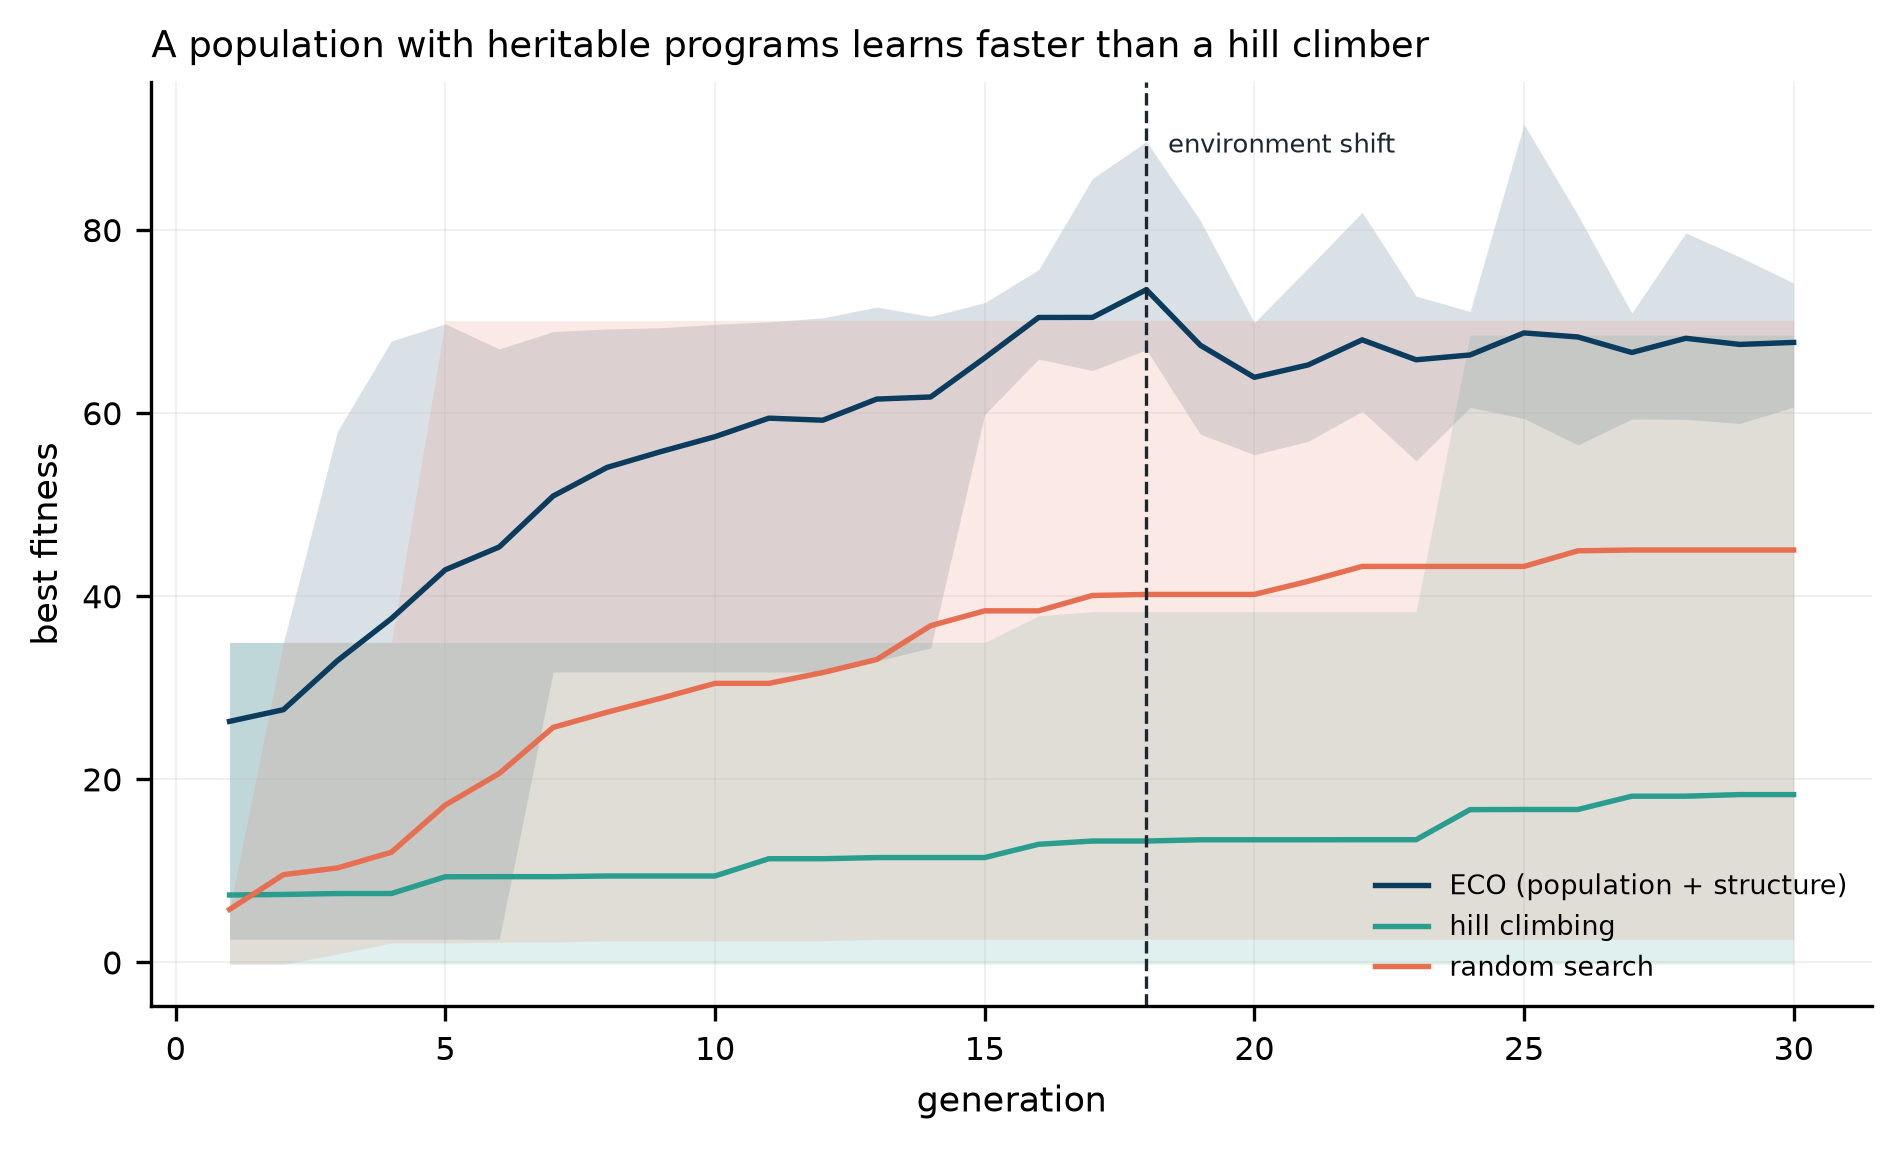 A population with heritable programs learns faster than a hill climber
environment shift
best fitness
80
60
40
20
0
ECO (population + structure)
hill climbing
random search
0 5 10 15 20 25 30
generation